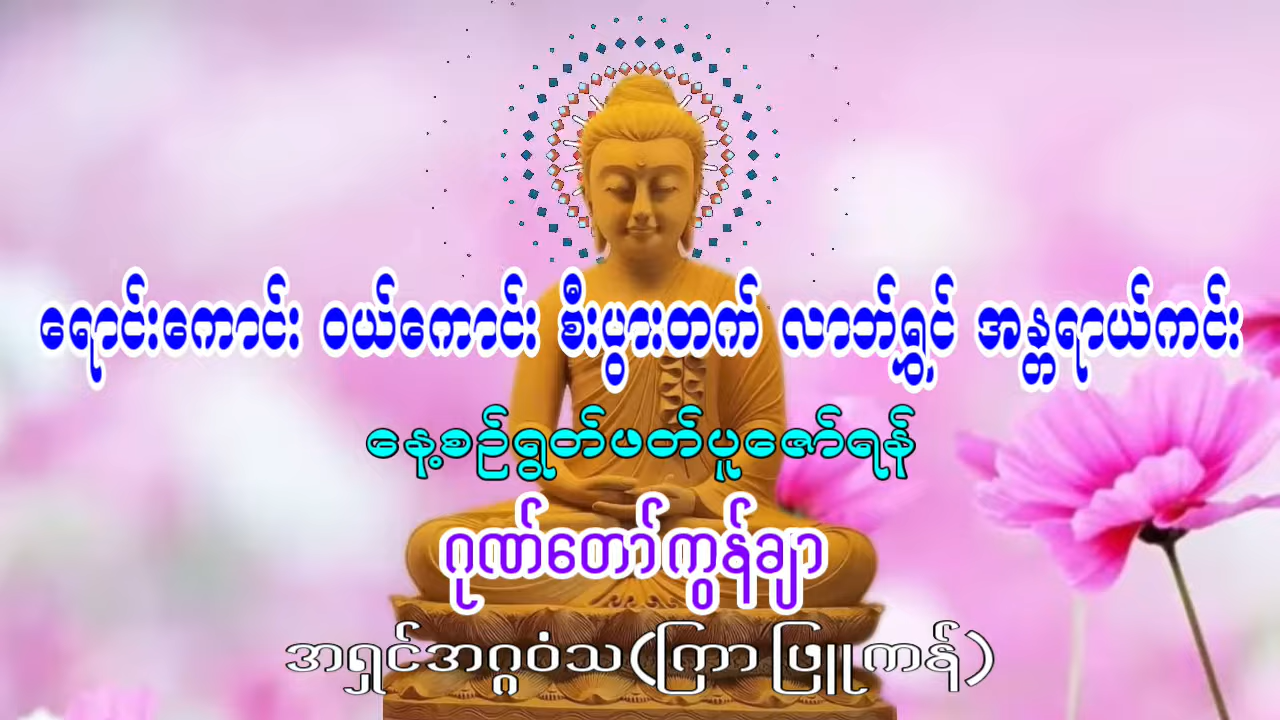 ရောင်းကောင်း ဝယ်ကောင်း စီးပွားတက် လာဘ်ရွှင် အန္တရာယ်ကင်း
နေ့စဉ်ရွတ်ဖတ်ပူဇော်ရန်
ဂုဏ်တော်ကွန်ချာ
အရှင်အဂ္ဂဝံသ(ကြာဖြူကန်)